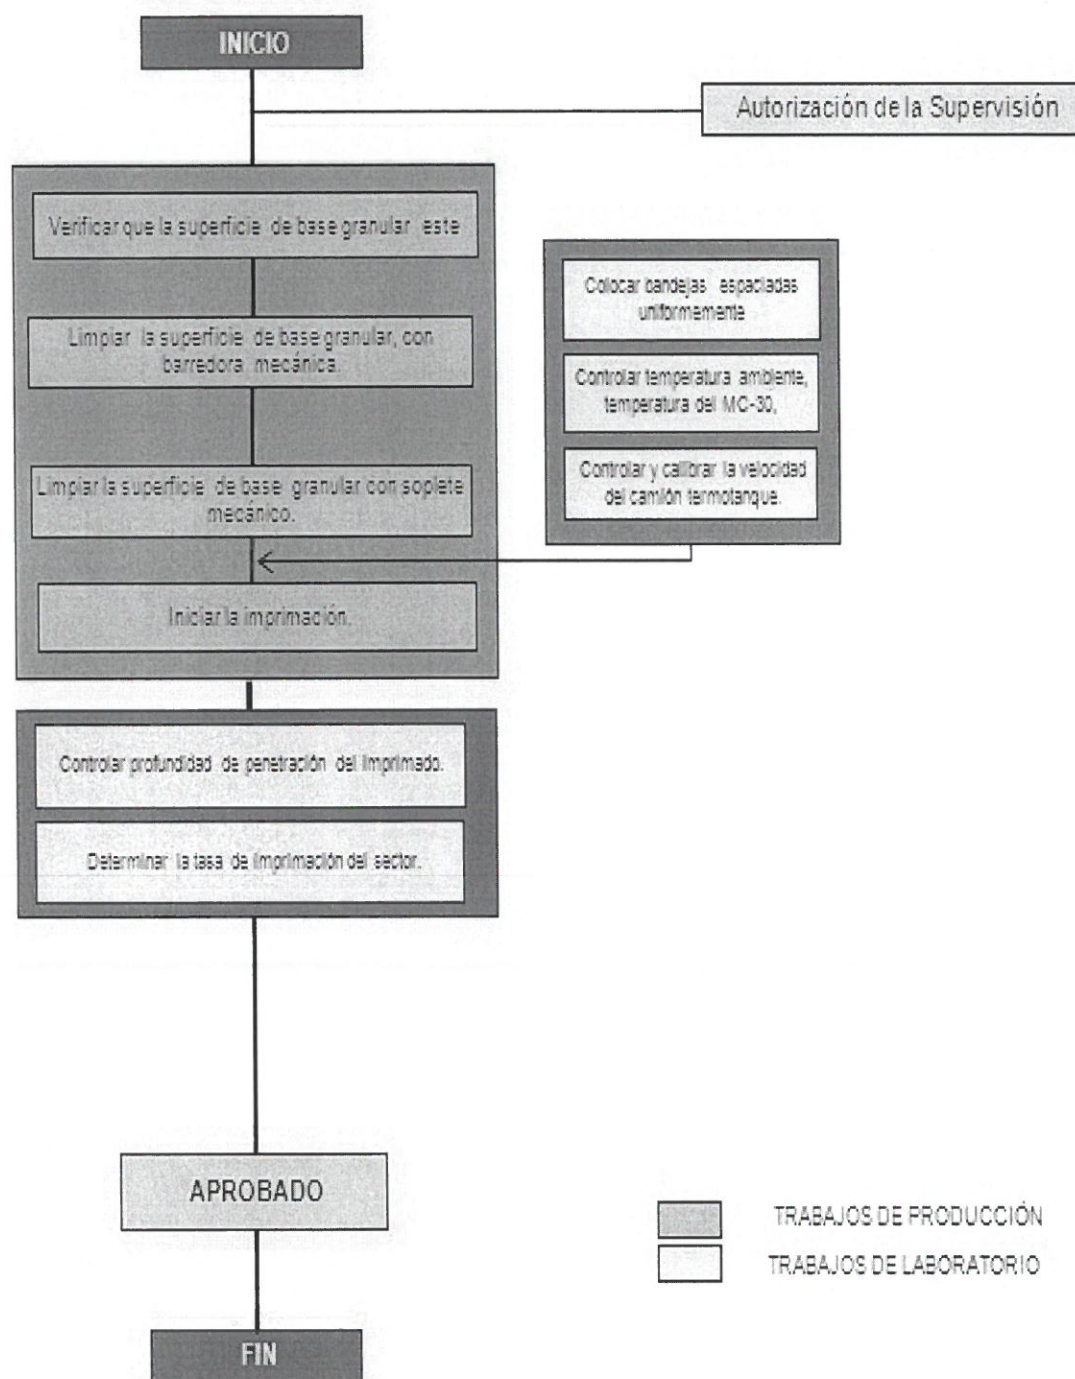 INICIO
Autorización de la Supervisión
Verificar que la superficie de base granular este
Limpiar la superficie de base granular, con
barredora mecánica.
Limpiar la superficie de base granular con soplete
mecánico.
Iniciar la imprimación.
Colocar bandejas espaciadas
uniformemente
Controlar temperatura ambiente,
temperatura del MC-30,
Controlar y calibrar la velocidad
del camión termotanque.
Controlar profundidad de penetración del imprimado.
Determinar la tasa de imprimación del sector.
APROBADO
TRABAJOS DE PRODUCCIÓN
TRABAJOS DE LABORATORIO
FIN